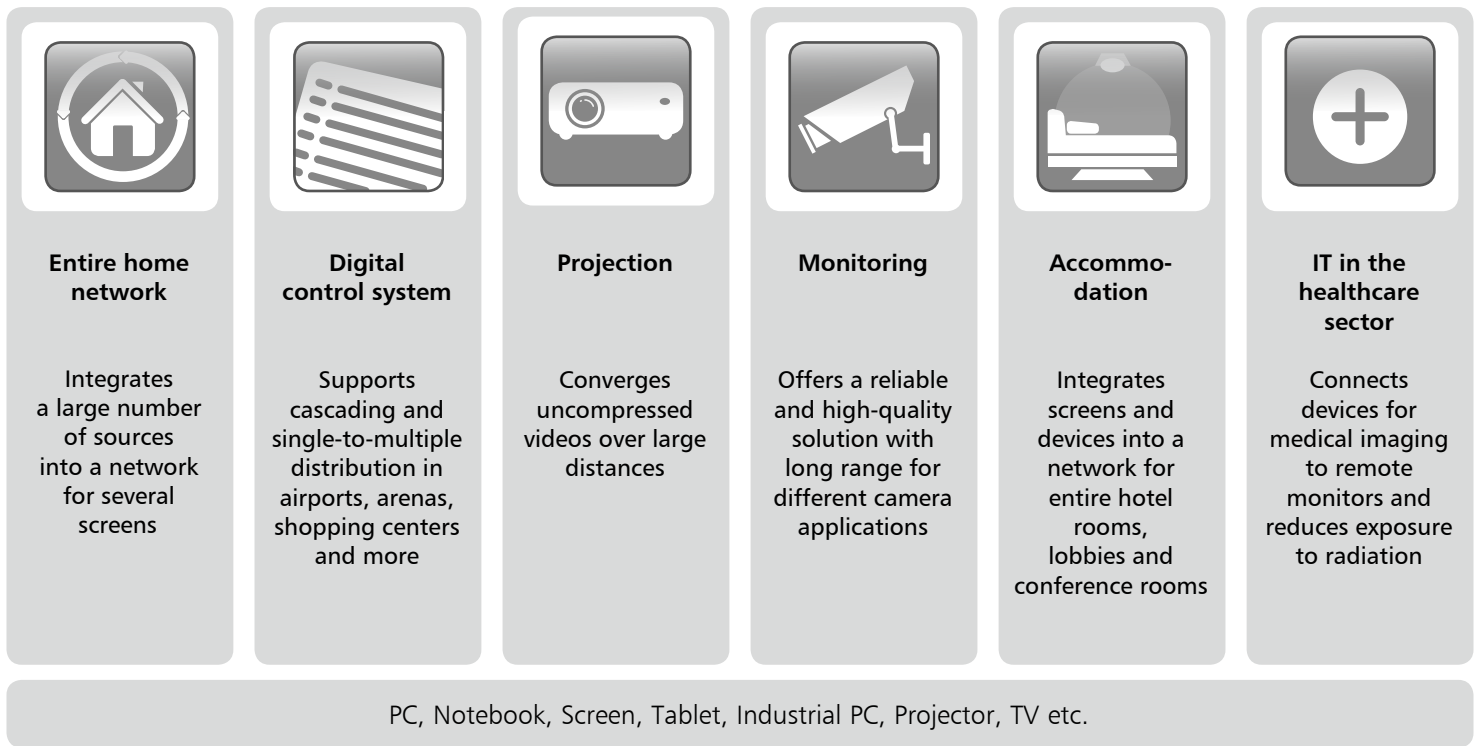 Entire home
network
Integrates
a large number
of sources
into a network
for several
screens
Digital
control system
Supports
cascading and
single-to-multiple
distribution in
airports, arenas,
shopping centers
and more
Projection
Converges
uncompressed
videos over large
distances
Monitoring
Offers a reliable
and high-quality
solution with
long range for
different camera
applications
Accommo-
dation
Integrates
screens and
devices into a
network for
entire hotel
rooms,
lobbies and
conference rooms
IT in the
healthcare
sector
Connects
devices for
medical imaging
to remote
monitors and
reduces exposure
to radiation
PC, Notebook, Screen, Tablet, Industrial PC, Projector, TV etc.